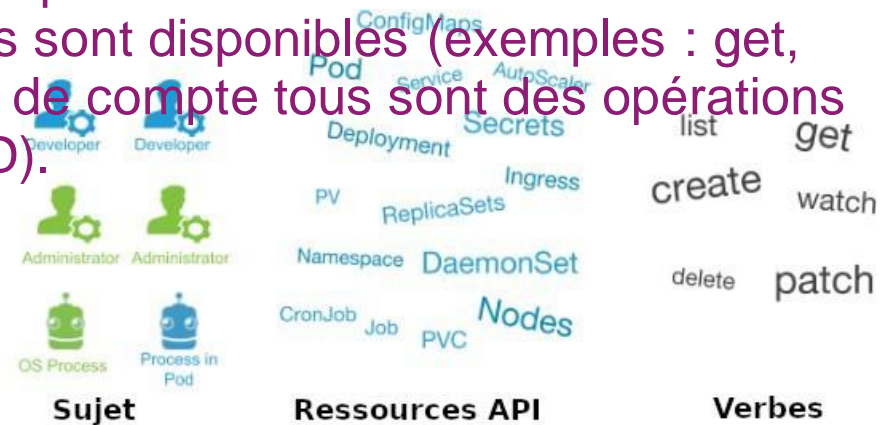 ConfigMaps
s sont disponibles (exemples : get,
Pod Service AutoScaler
de compte tous sont des opérations
Developer Developer
Deployment Secrets
list get
D).
Ingress
create watch
PV ReplicaSets
Administrator Administrator
Namespace DaemonSet
delete patch
CronJob Job PVC Nodes
OS Process Process in
Pod
Sujet Ressources API Verbes